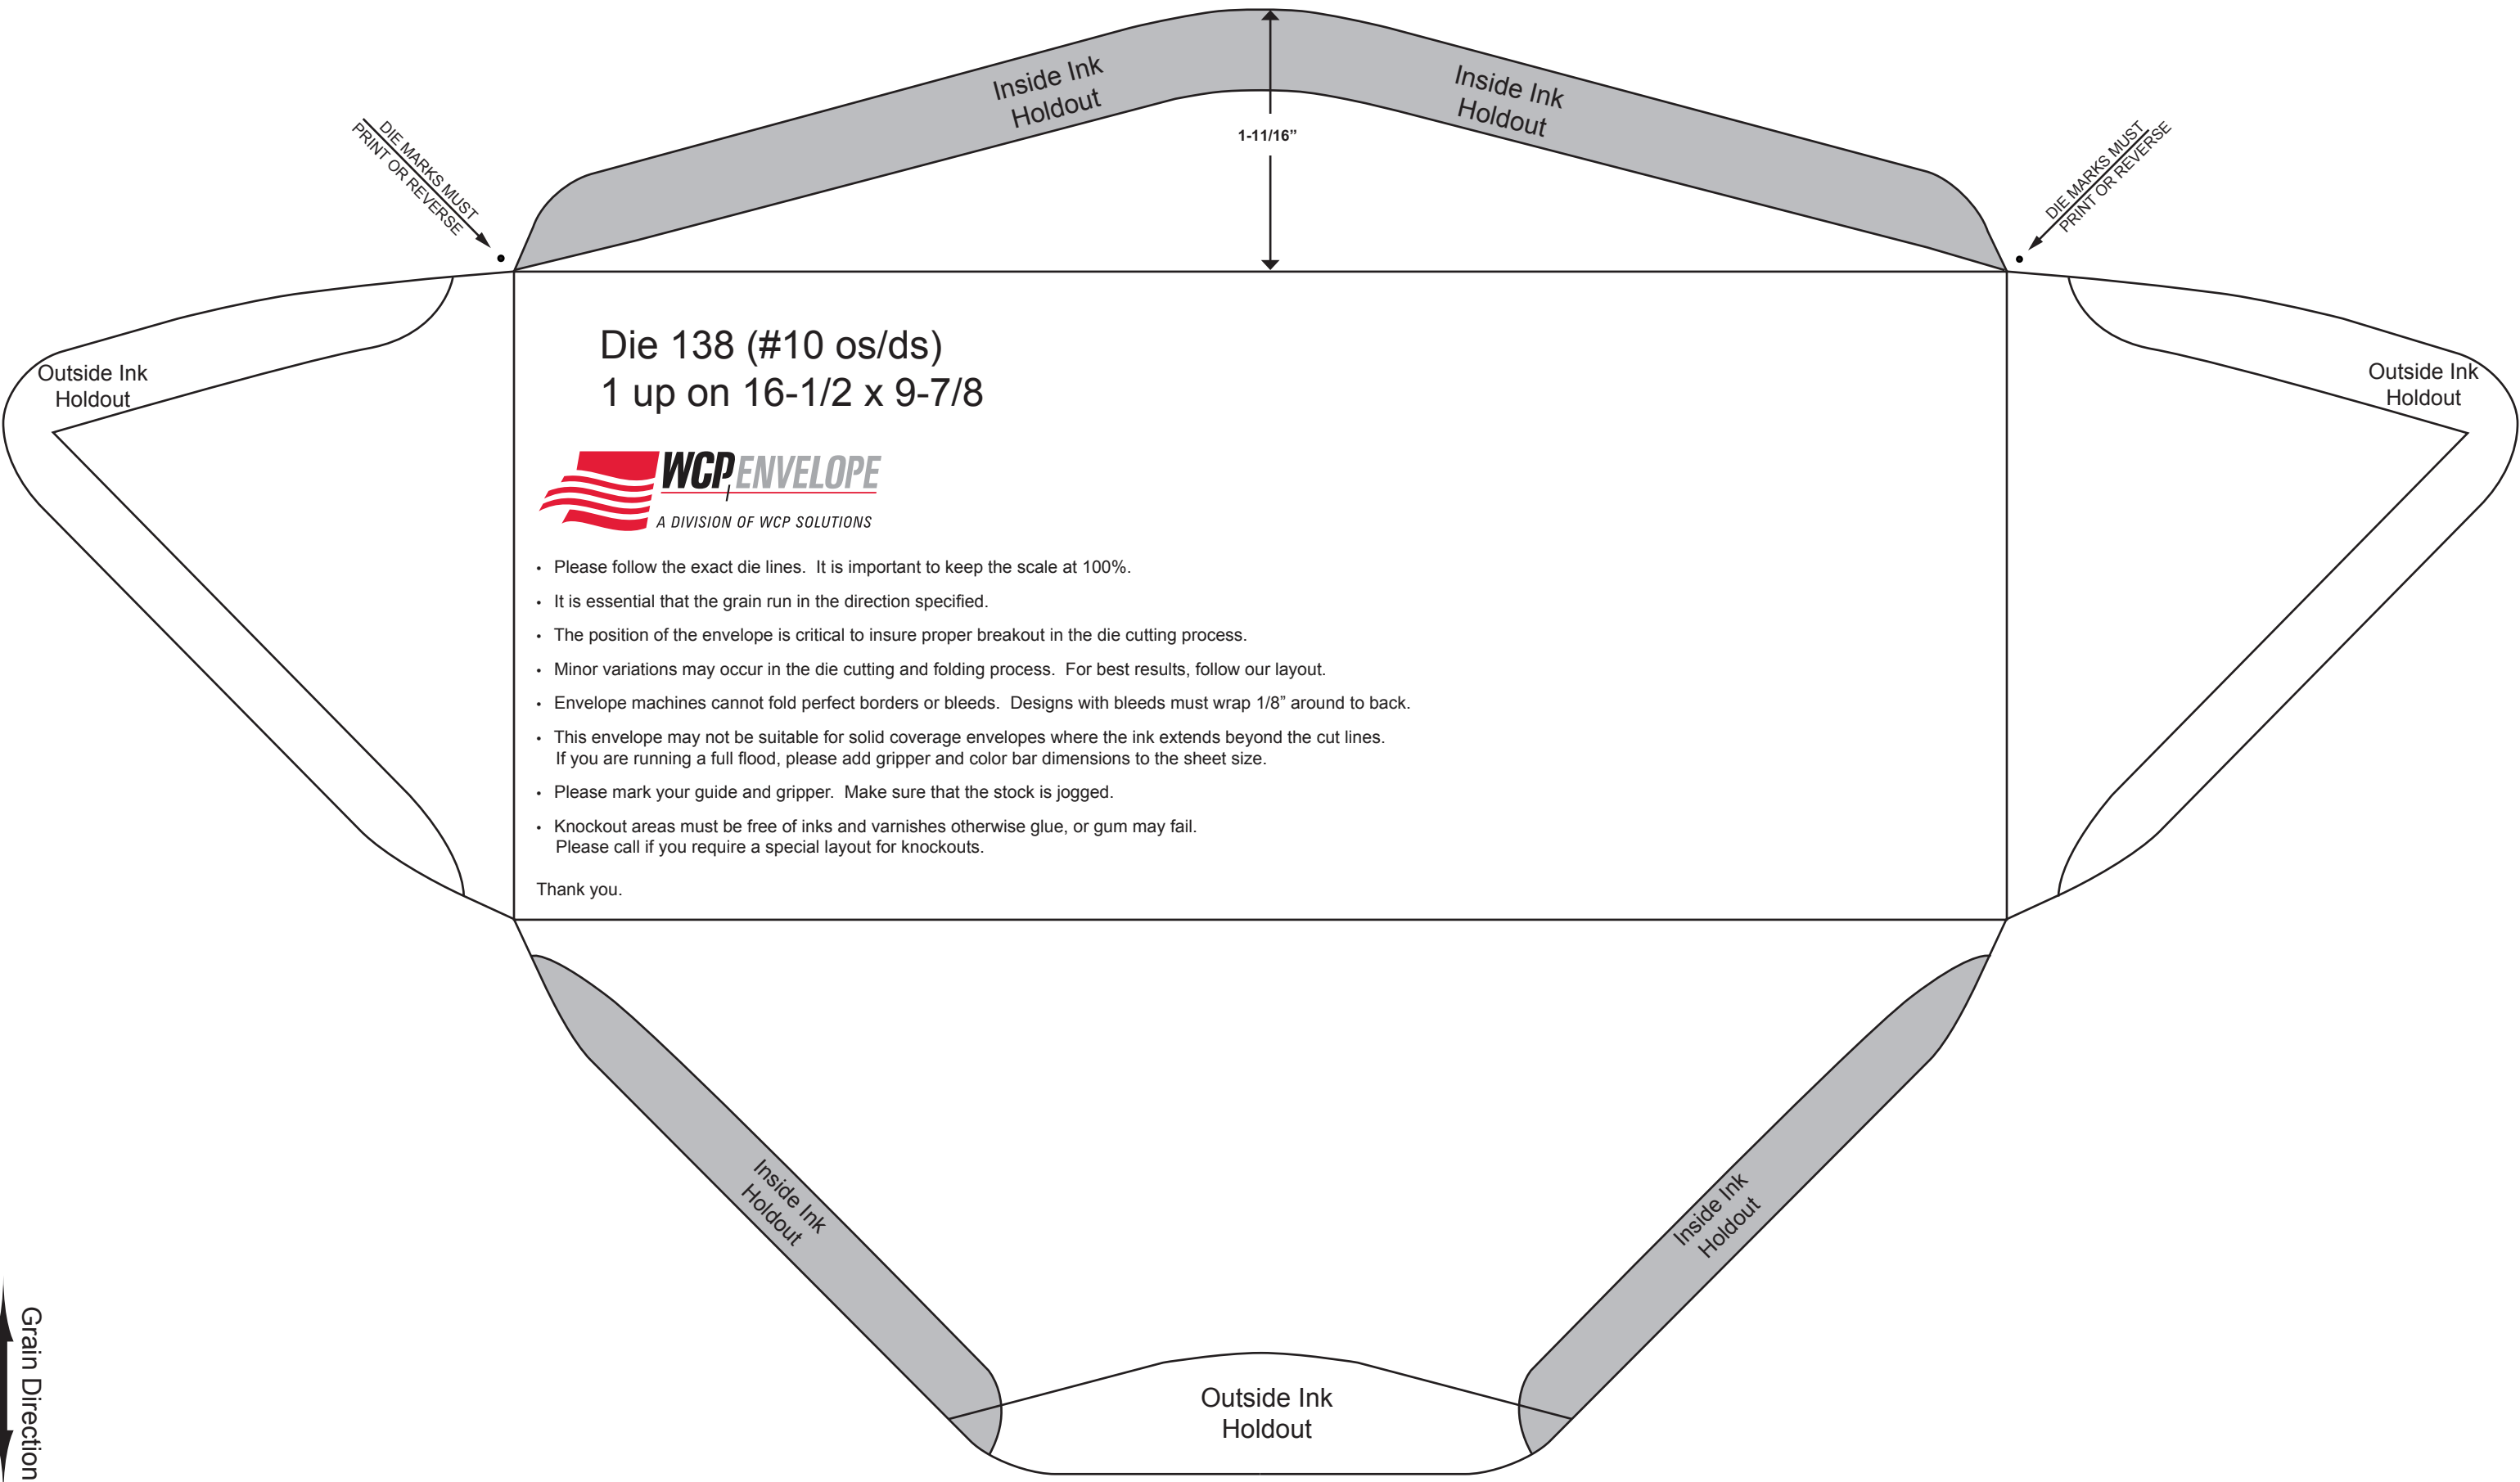 Inside Ink
Holdout
Inside Ink
Holdout
1-11/16”
DIE MARKS MUST
PRINT OR REVERSE
DIE MARKS MUST
PRINT OR REVERSE
Outside Ink
Holdout
Outside Ink
Holdout
Die 138 (#10 os/ds)
1 up on 16-1/2 x 9-7/8
WCP ENVELOPE
A DIVISION OF WCP SOLUTIONS
• Please follow the exact die lines.  It is important to keep the scale at 100%.
• It is essential that the grain run in the direction specified.
• The position of the envelope is critical to insure proper breakout in the die cutting process.
• Minor variations may occur in the die cutting and folding process.  For best results, follow our layout.
• Envelope machines cannot fold perfect borders or bleeds.  Designs with bleeds must wrap 1/8” around to back.
• This envelope may not be suitable for solid coverage envelopes where the ink extends beyond the cut lines.
If you are running a full flood, please add gripper and color bar dimensions to the sheet size.
• Please mark your guide and gripper.  Make sure that the stock is jogged.
• Knockout areas must be free of inks and varnishes otherwise glue, or gum may fail.
Please call if you require a special layout for knockouts.
Thank you.
Inside Ink
Holdout
Inside Ink
Holdout
Outside Ink
Holdout
Grain Direction